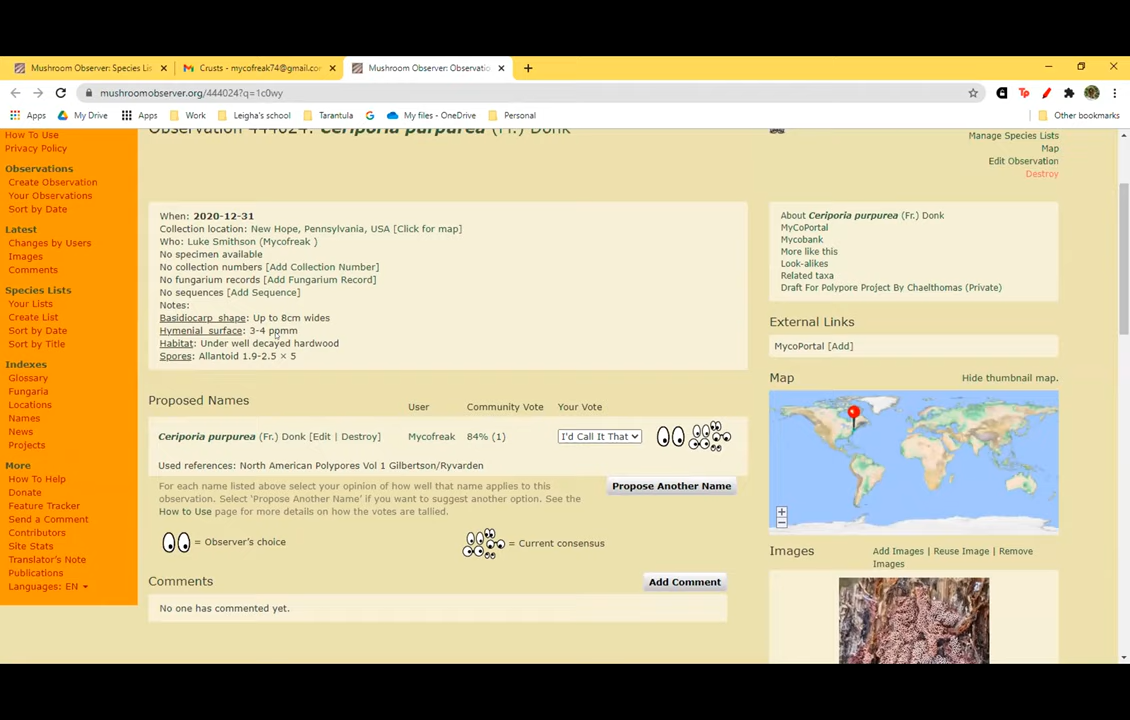 Mushroom Observer: Species Lis
Crusts - mycofreak74@gmail.com
Mushroom Observer: Observatio
mushroomobserver.org/444024?q=1c0wy
Apps
My Drive
Apps
Work
Leigha's school
Tarantula
My files - OneDrive
Personal
Other bookmarks
How To Use
Privacy Policy
Observations
Create Observation
Your Observations
Sort by Date
Latest
Changes by Users
Images
Comments
Species Lists
Your Lists
Create List
Sort by Date
Sort by Title
Indexes
Glossary
Fungaria
Locations
Names
News
Projects
More
How To Help
Donate
Feature Tracker
Send a Comment
Contributors
Site Stats
Translator's Note
Publications
Languages: EN
Observation 444024: Ceriporia purpurea (Fr.) Donk
When: 2020-12-31
Collection location: New Hope, Pennsylvania, USA [Click for map]
Who: Luke Smithson (Mycofreak )
No specimen available
No collection numbers [Add Collection Number]
No fungarium records [Add Fungarium Record]
No sequences [Add Sequence]
Notes:
Basidiocarp shape: Up to 8cm wides
Hymenial surface: 3-4 ppmm
Habitat: Under well decayed hardwood
Spores: Allantoid 1.9-2.5 × 5
Proposed Names
User
Community Vote
Your Vote
Ceriporia purpurea (Fr.) Donk [Edit | Destroy]
Mycofreak
84% (1)
I'd Call It That
Used references: North American Polypores Vol 1 Gilbertson/Ryvarden
For each name listed above select your opinion of how well that name applies to this
observation. Select 'Propose Another Name' if you want to suggest another option. See the
How to Use page for more details on how the votes are tallied.
Propose Another Name
= Observer's choice
= Current consensus
Comments
Add Comment
No one has commented yet.
Manage Species Lists
Map
Edit Observation
Destroy
About Ceriporia purpurea (Fr.) Donk
MyCoPortal
Mycobank
More like this
Look-alikes
Related taxa
Draft For Polypore Project By Chaelthomas (Private)
External Links
MycoPortal [Add]
Map
Hide thumbnail map.
Images
Add Images | Reuse Image | Remove
Images